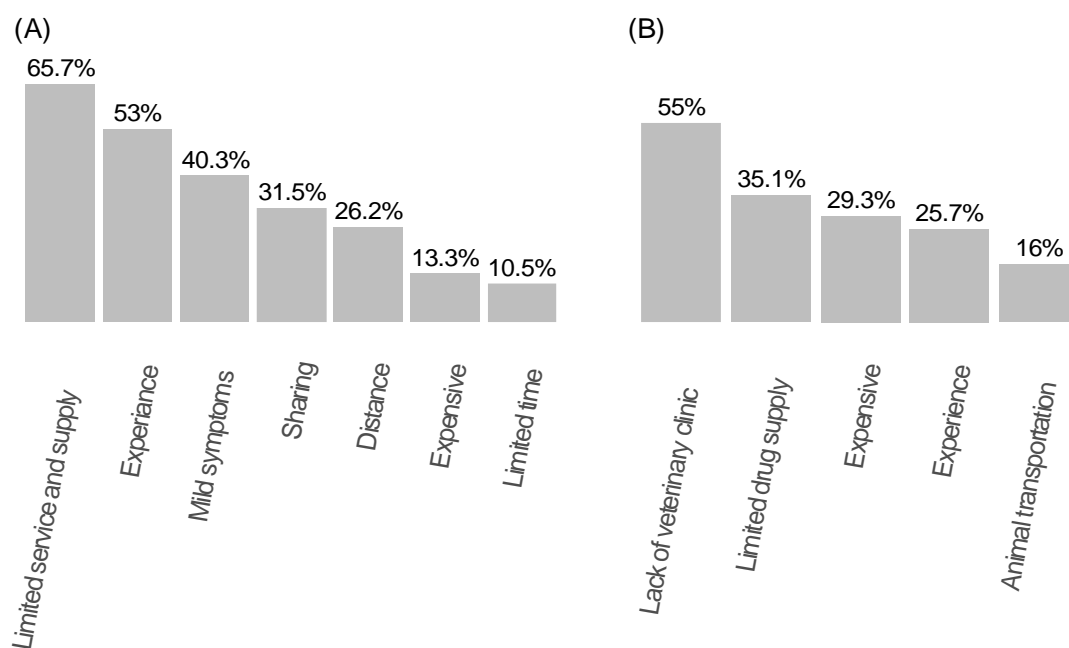 (A)
65.7%
53%
40.3%
31.5%
26.2%
13.3%
10.5%
Limited service and supply
Experiance
Mild symptoms
Sharing
Distance
Expensive
Limited time
(B)
55%
35.1%
29.3%
25.7%
16%
Lack of veterinary clinic
Limited drug supply
Expensive
Experience
Animal transportation